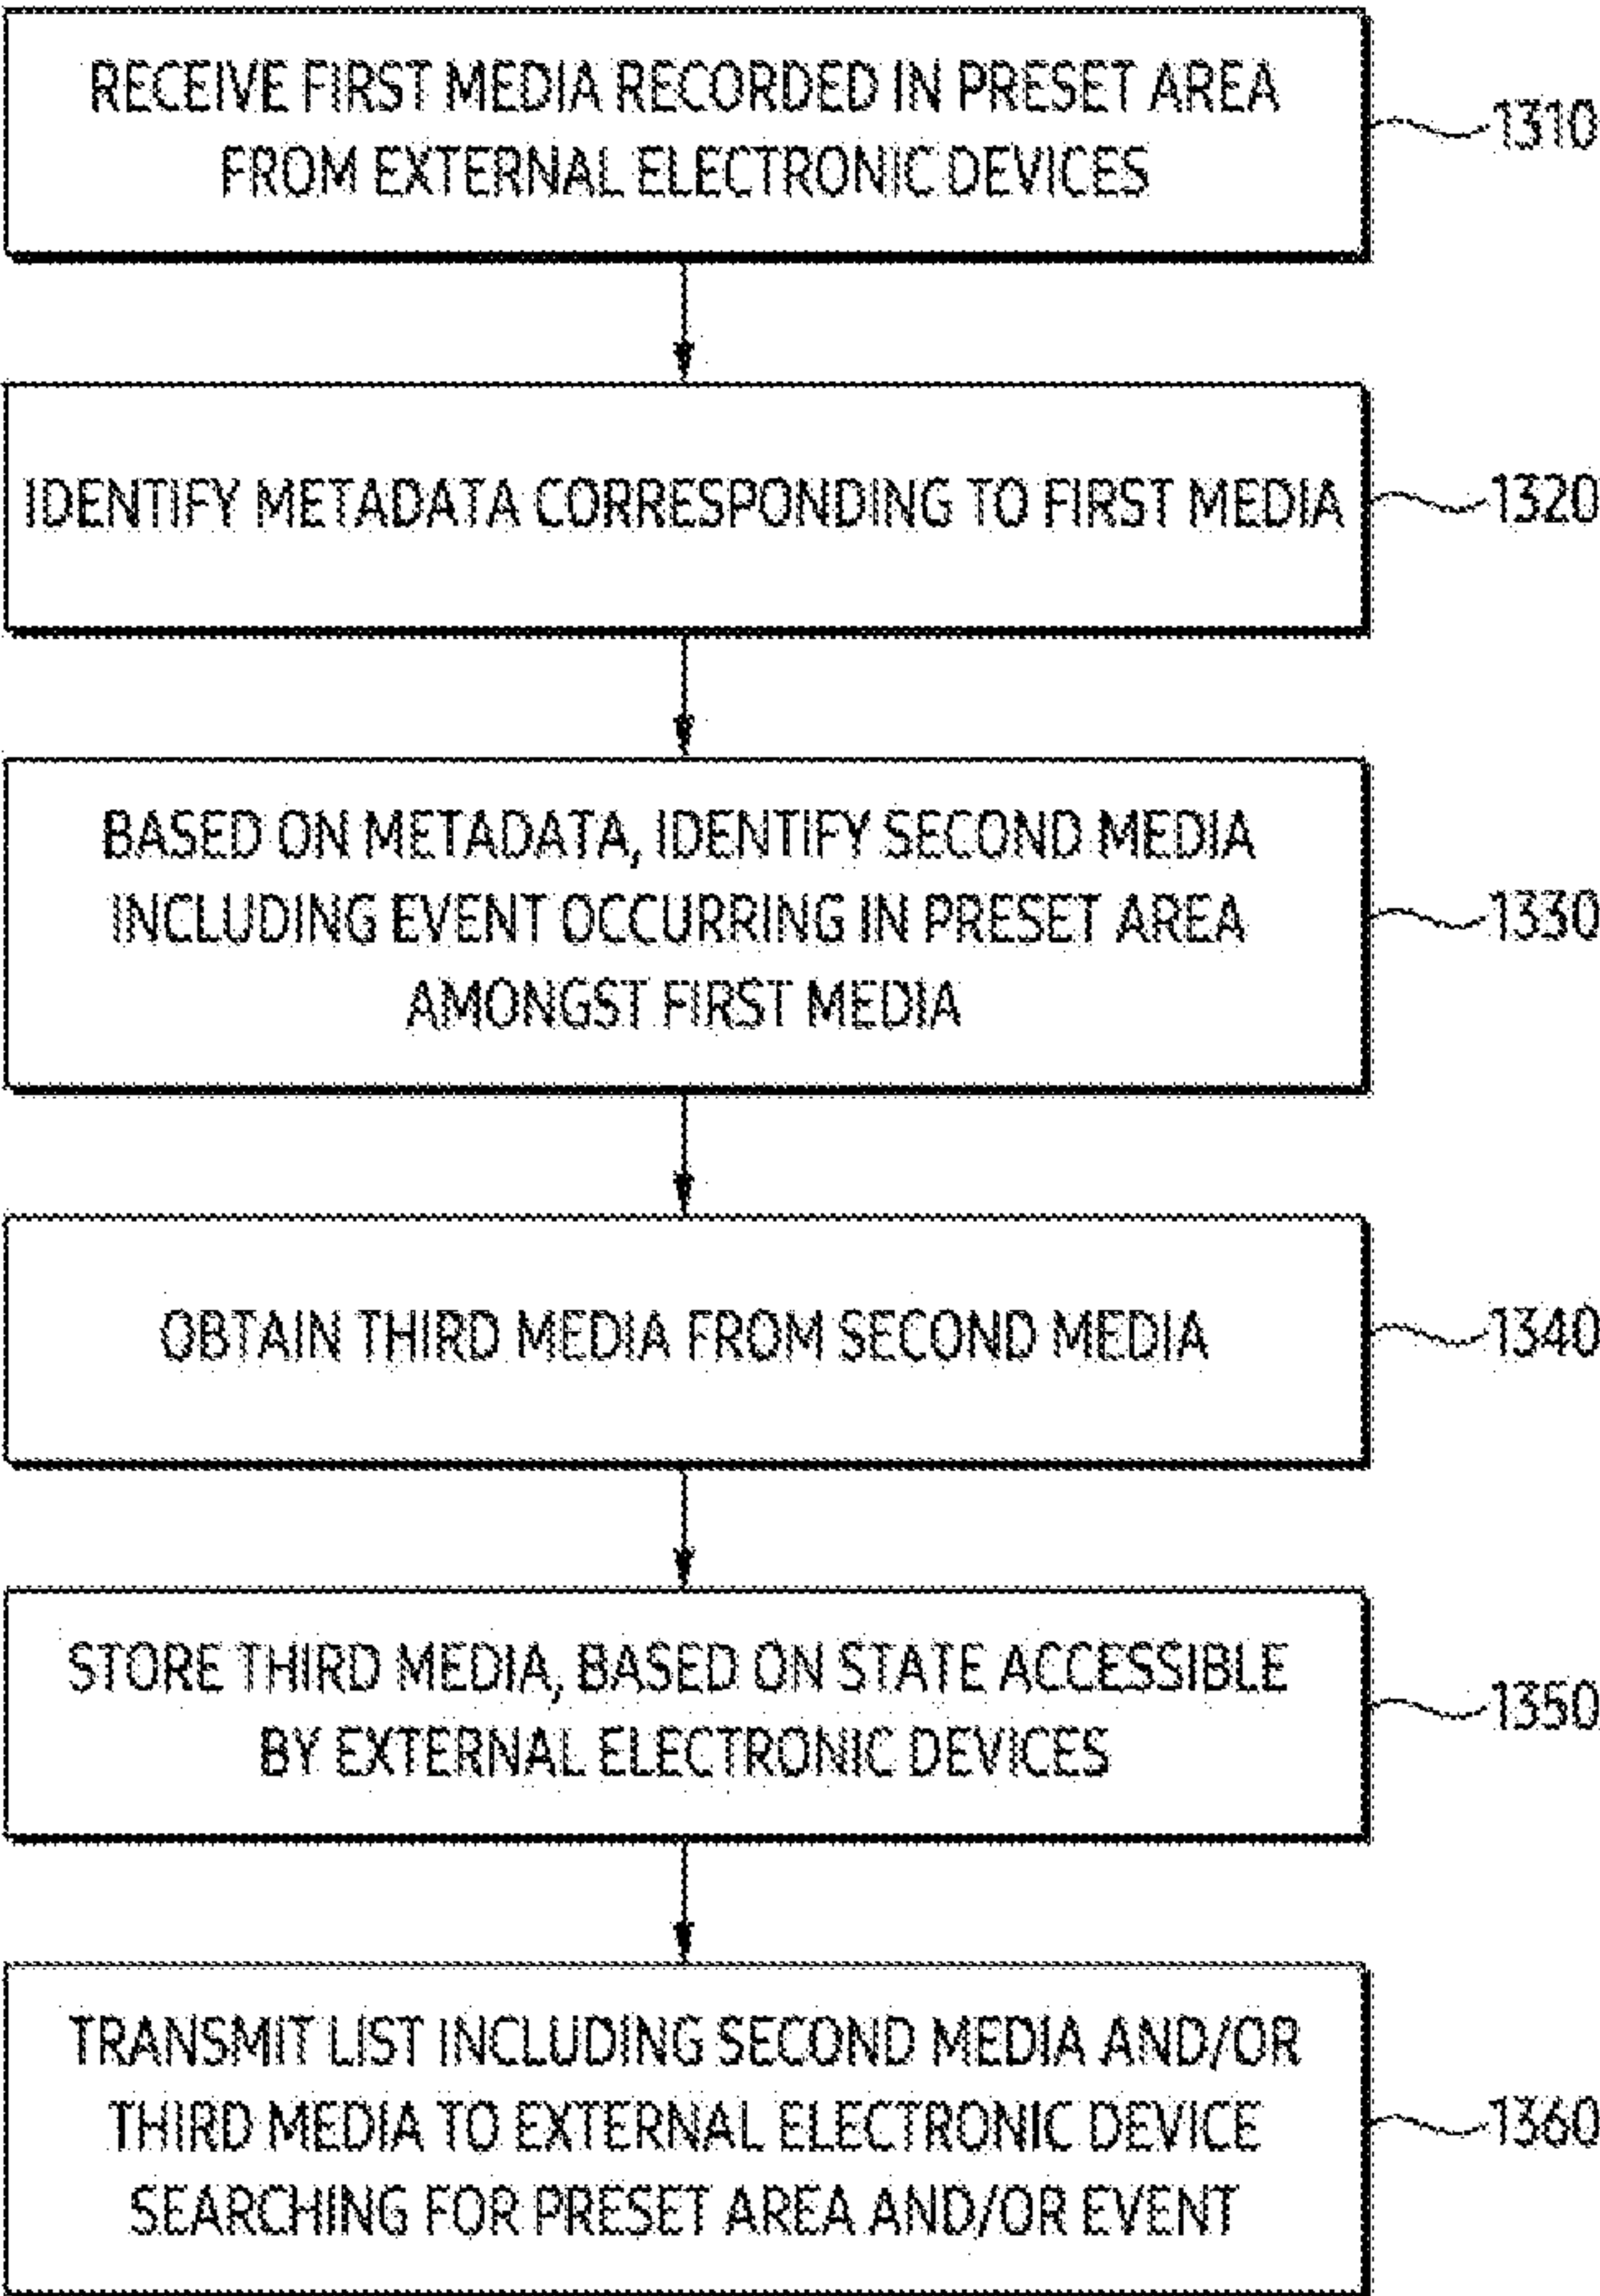 RECEIVE FIRST MEDIA RECORDED IN PRESET AREA
FROM EXTERNAL ELECTRONIC DEVICES
1310
IDENTIFY METADATA CORRESPONDING TO FIRST MEDIA
1320
BASED ON METADATA, IDENTIFY SECOND MEDIA
INCLUDING EVENT OCCURRING IN PRESET AREA
AMONGST FIRST MEDIA
1330
OBTAIN THIRD MEDIA FROM SECOND MEDIA
1340
STORE THIRD MEDIA, BASED ON STATE ACCESSIBLE
BY EXTERNAL ELECTRONIC DEVICES
1350
TRANSMIT LIST INCLUDING SECOND MEDIA AND/OR
THIRD MEDIA TO EXTERNAL ELECTRONIC DEVICE
SEARCHING FOR PRESET AREA AND/OR EVENT
1360